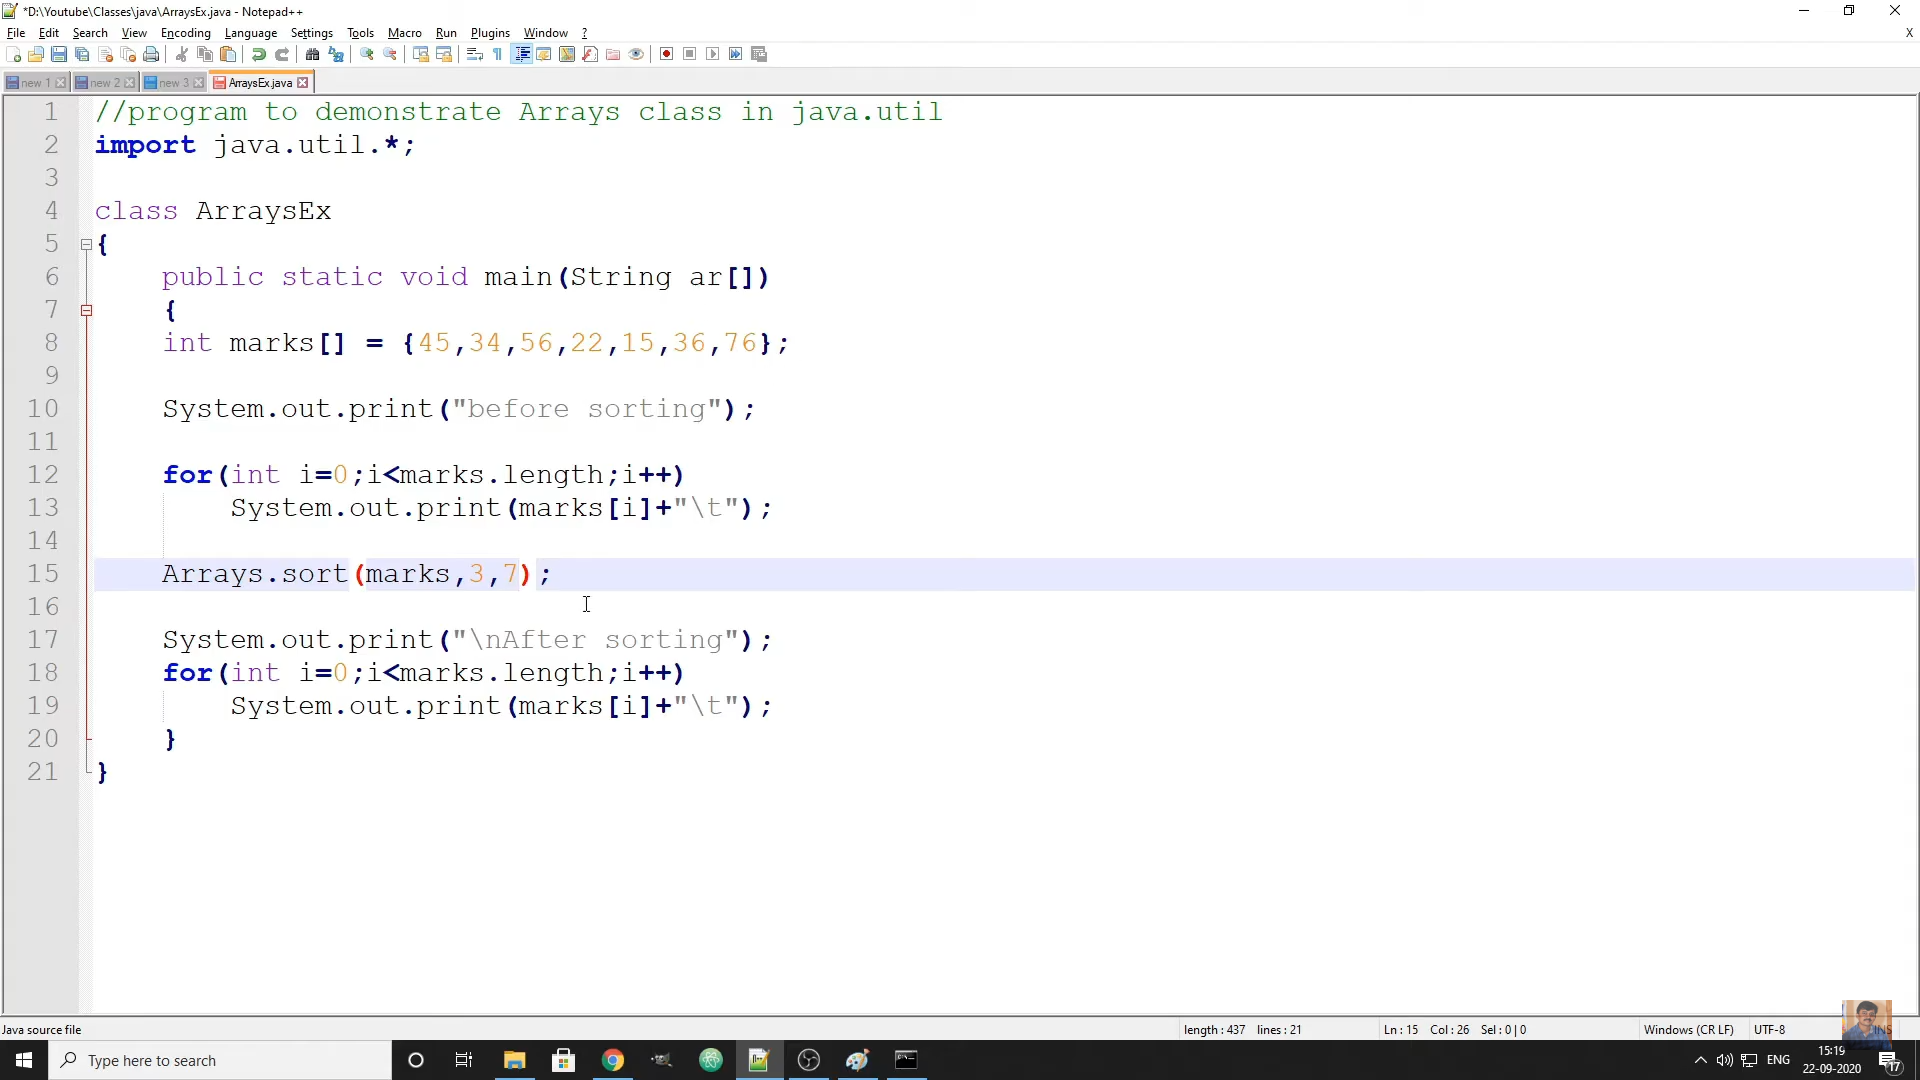 *D:\Youtube\Classes\java\ArraysEx.java - Notepad++
File Edit Search View Encoding Language Settings Tools Macro Run Plugins Window ? X
new 1 new 2 new 3 ArraysEx.java
1 //program to demonstrate Arrays class in java.util
2 import java.util.*;
3
4 class ArraysEx
5 {
6 public static void main(String ar[])
7 {
8 int marks[] = {45,34,56,22,15,36,76};
9
10 System.out.print("before sorting");
11
12 for(int i=0;i<marks.length;i++)
13 System.out.print(marks[i]+"\t");
14
15 Arrays.sort(marks,3,7);
16
17 System.out.print("\nAfter sorting");
18 for(int i=0;i<marks.length;i++)
19 System.out.print(marks[i]+"\t");
20 }
21 }
Java source file length : 437 lines : 21 Ln : 15 Col : 26 Sel : 0 | 0 Windows (CR LF) UTF-8 INS
Type here to search ENG 15:19
22-09-2020 17